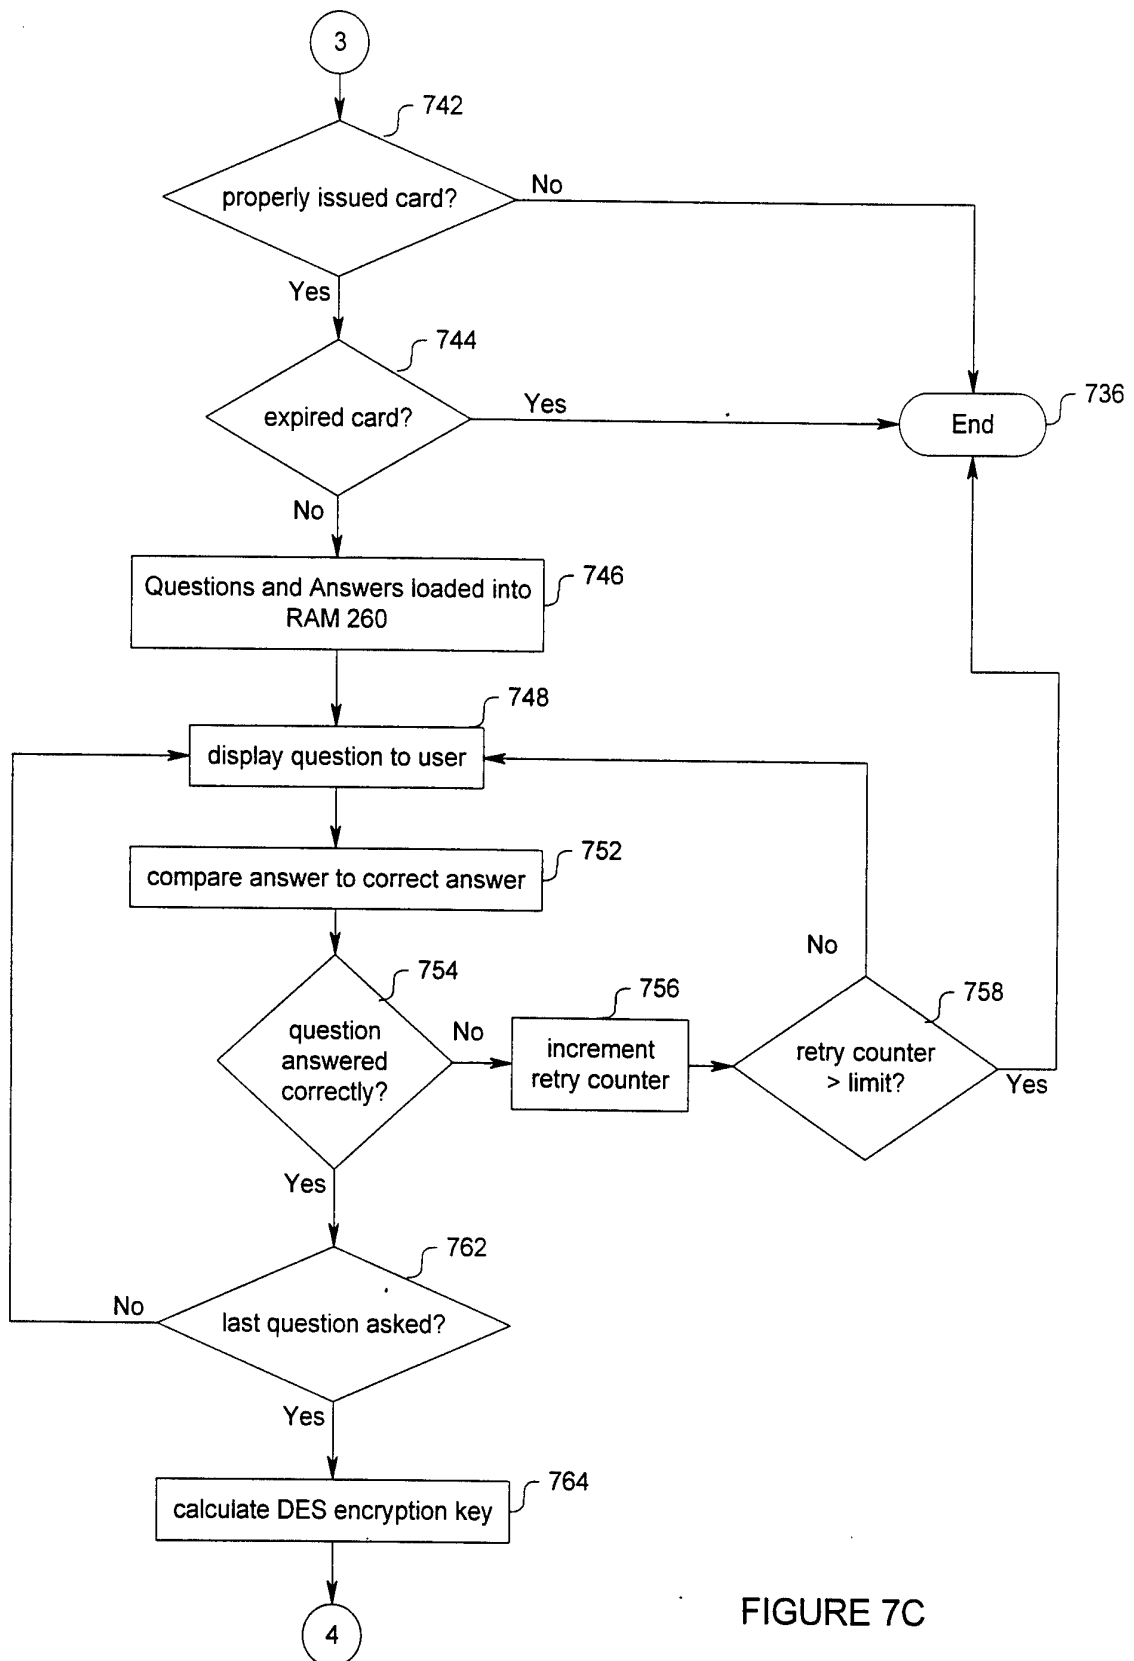 3
742
properly issued card?
No
Yes
744
expired card?
Yes
736
End
No
746
Questions and Answers loaded into
RAM 260
748
display question to user
752
compare answer to correct answer
No
754
756
758
question
answered
correctly?
No
increment
retry counter
retry counter
> limit?
Yes
Yes
762
No
last question asked?
Yes
764
calculate DES encryption key
4
FIGURE 7C